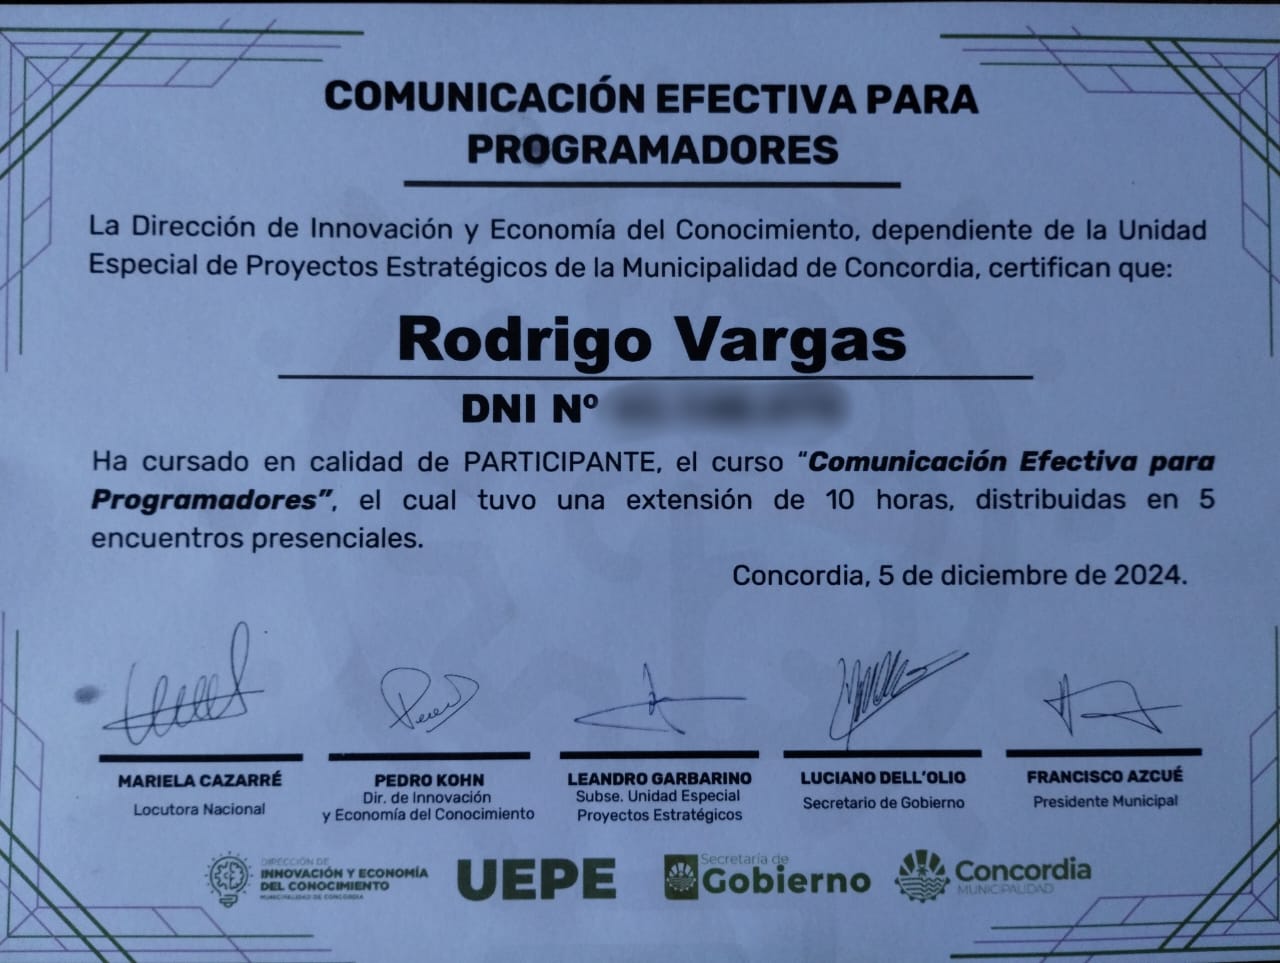 COMUNICACIÓN EFECTIVA PARA
PROGRAMADORES
La Dirección de Innovación y Economía del Conocimiento, dependiente de la Unidad
Especial de Proyectos Estratégicos de la Municipalidad de Concordia, certifican que:
Rodrigo Vargas
DNI Nº
Ha cursado en calidad de PARTICIPANTE, el curso “Comunicación Efectiva para
Programadores”, el cual tuvo una extensión de 10 horas, distribuidas en 5
encuentros presenciales.
Concordia, 5 de diciembre de 2024.
MARIELA CAZARRÉ
Locutora Nacional
PEDRO KOHN
Dir. de Innovación
y Economía del Conocimiento
LEANDRO GARBARINO
Subse. Unidad Especial
Proyectos Estratégicos
LUCIANO DELL'OLIO
Secretario de Gobierno
FRANCISCO AZCUÉ
Presidente Municipal
DIRECCIÓN DE
INNOVACIÓN Y ECONOMÍA
DEL CONOCIMIENTO
MUNICIPALIDAD DE CONCORDIA
UEPE
Secretaría de
Gobierno
Concordia
MUNICIPALIDAD